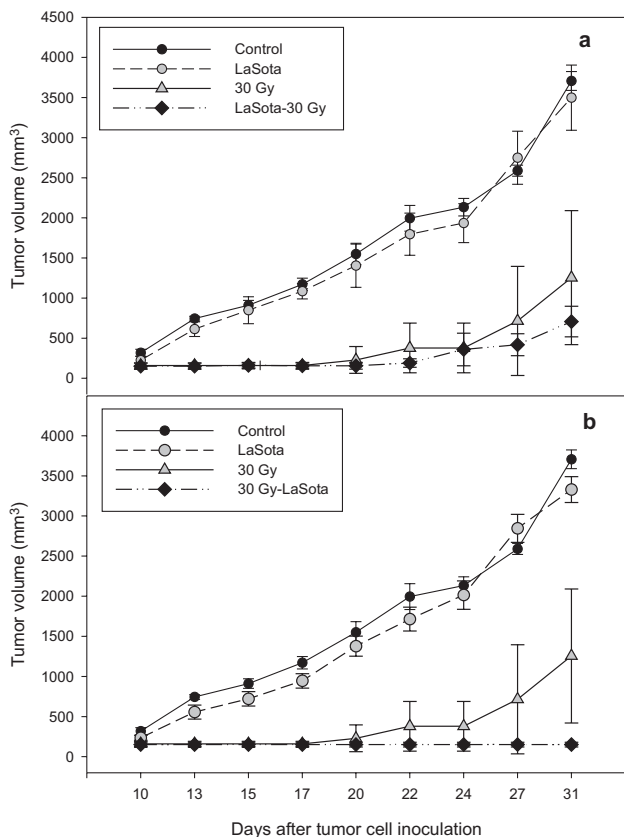 4500
4000
3500
3000
2500
2000
1500
1000
500
0
Tumor volume (mm³)
a
Control
LaSota
30 Gy
LaSota-30 Gy
4000
3500
3000
2500
2000
1500
1000
500
0
Tumor volume (mm³)
b
Control
LaSota
30 Gy
30 Gy-LaSota
10 13 15 17 20 22 24 27 31
Days after tumor cell inoculation